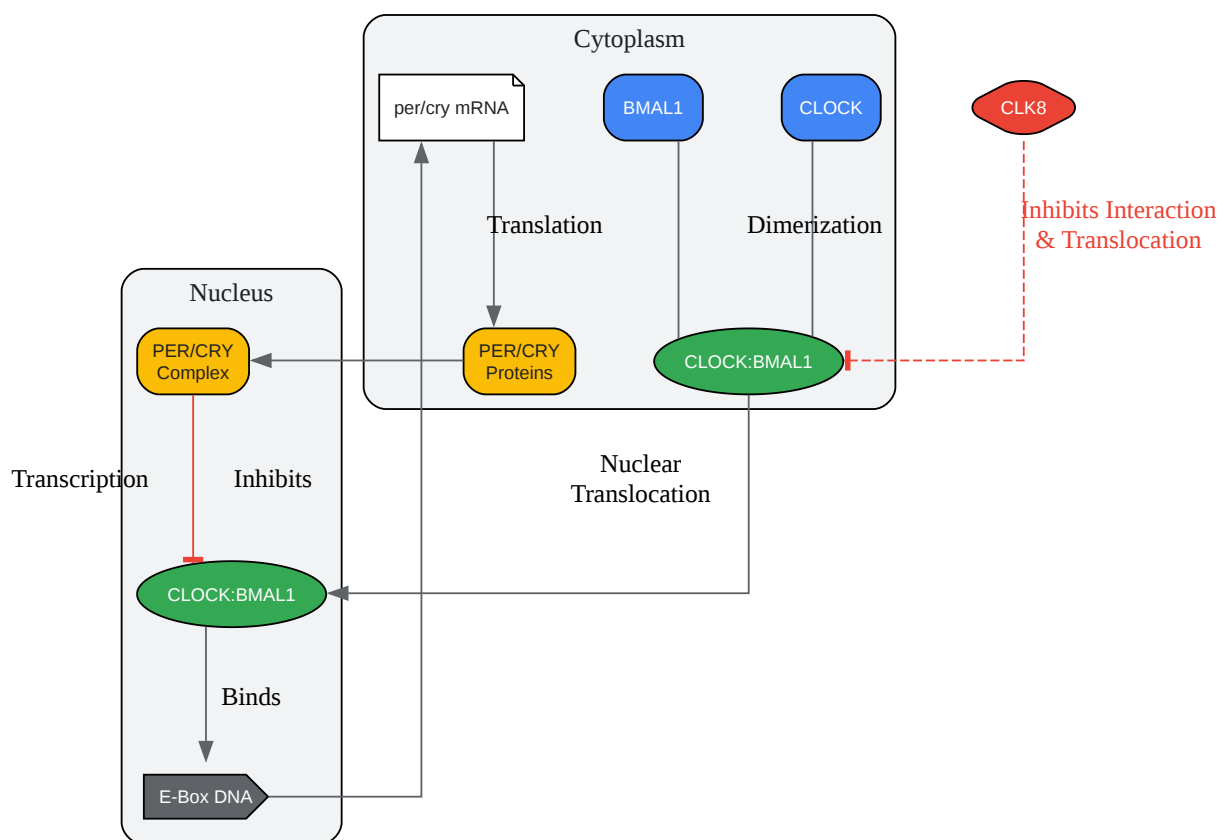 Cytoplasm
per/cry mRNA
BMAL1
CLOCK
CLK8
Translation
Dimerization
Inhibits Interaction
& Translocation
Nucleus
PER/CRY
Complex
PER/CRY
Proteins
CLOCK:BMAL1
Transcription
Inhibits
Nuclear
Translocation
CLOCK:BMAL1
Binds
E-Box DNA